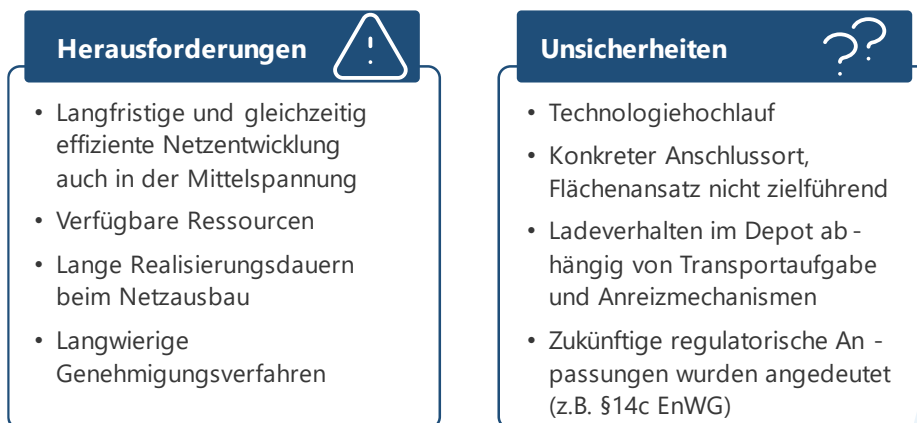 Herausforderungen
• Langfristige und gleichzeitig
effiziente Netzentwicklung
auch in der Mittelspannung
• Verfügbare Ressourcen
• Lange Realisierungsdauern
beim Netzausbau
• Langwierige
Genehmigungsverfahren
Unsicherheiten
• Technologiehochlauf
• Konkreter Anschlussort,
Flächenansatz nicht zielführend
• Ladeverhalten im Depot ab -
hängig von Transportaufgabe
und Anreizmechanismen
• Zukünftige regulatorische An -
passungen wurden angedeutet
(z.B. §14c EnWG)